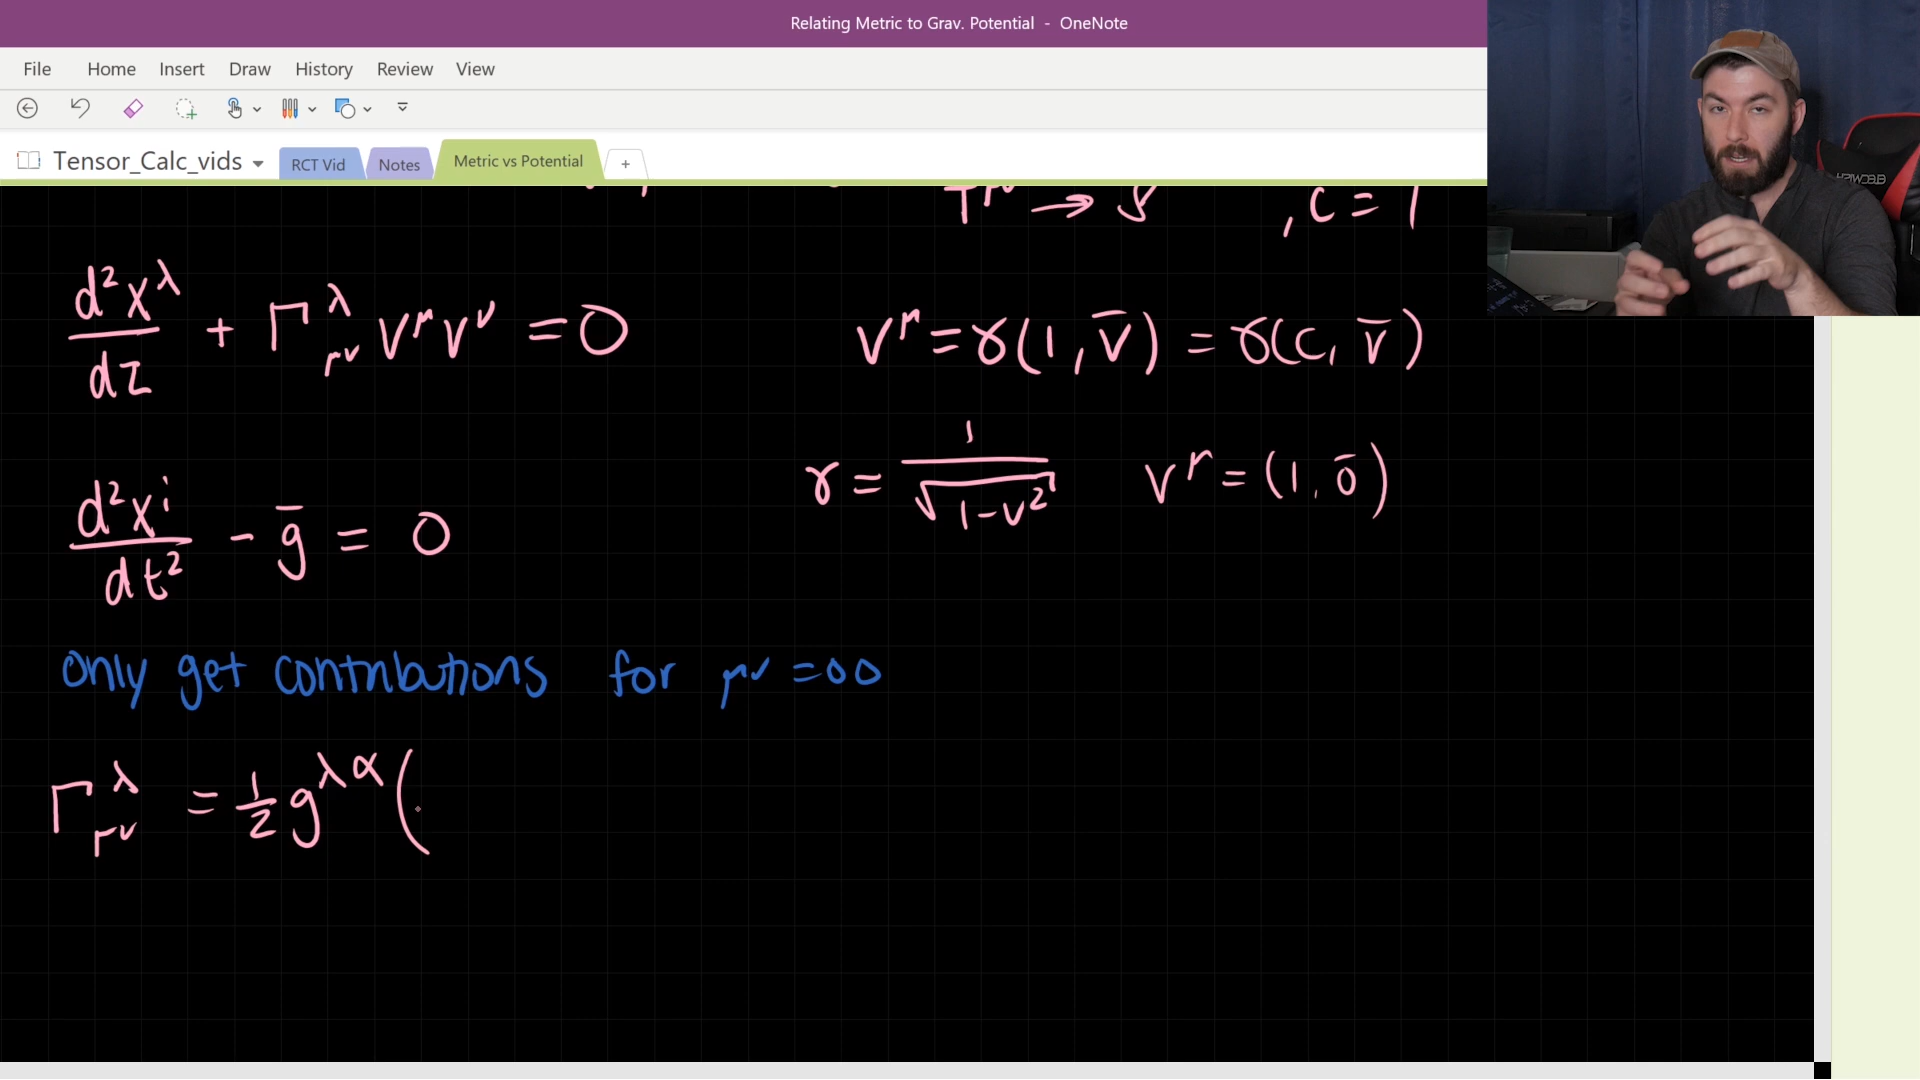 Relating Metric to Grav. Potential - OneNote
File Home Insert Draw History Review View
Tensor_Calc_vids RCT Vid Notes Metric vs Potential +
T^μν → S , c = 1
d²x^λ/dτ + Γ^λ_μν v^μ v^ν = 0
v^μ = γ(1, v̄) = γ(c, v̄)
γ = 1/√(1-v²) v^μ = (1, ō)
d²x^i/dt² - ḡ = 0
Only get contributions for μν = 00
Γ^λ_μν = 1/2 g^λα (